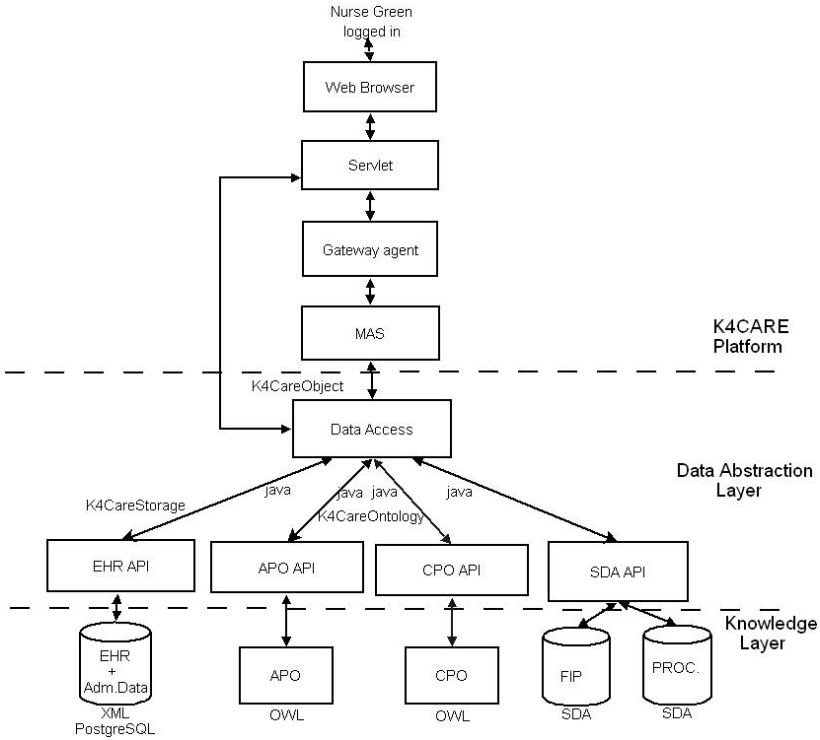 Nurse Green
logged in
Web Browser
Servlet
Gateway agent
MAS
K4CARE
Platform
K4CareObject
Data Access
Data Abstraction
Layer
java
java
java
java
K4CareStorage
K4CareOntology
EHR API
APO API
CPO API
SDA API
Knowledge
Layer
EHR
+
Adm.Data
APO
CPO
FIP
PROC.
XML
PostgreSQL
OWL
OWL
SDA
SDA